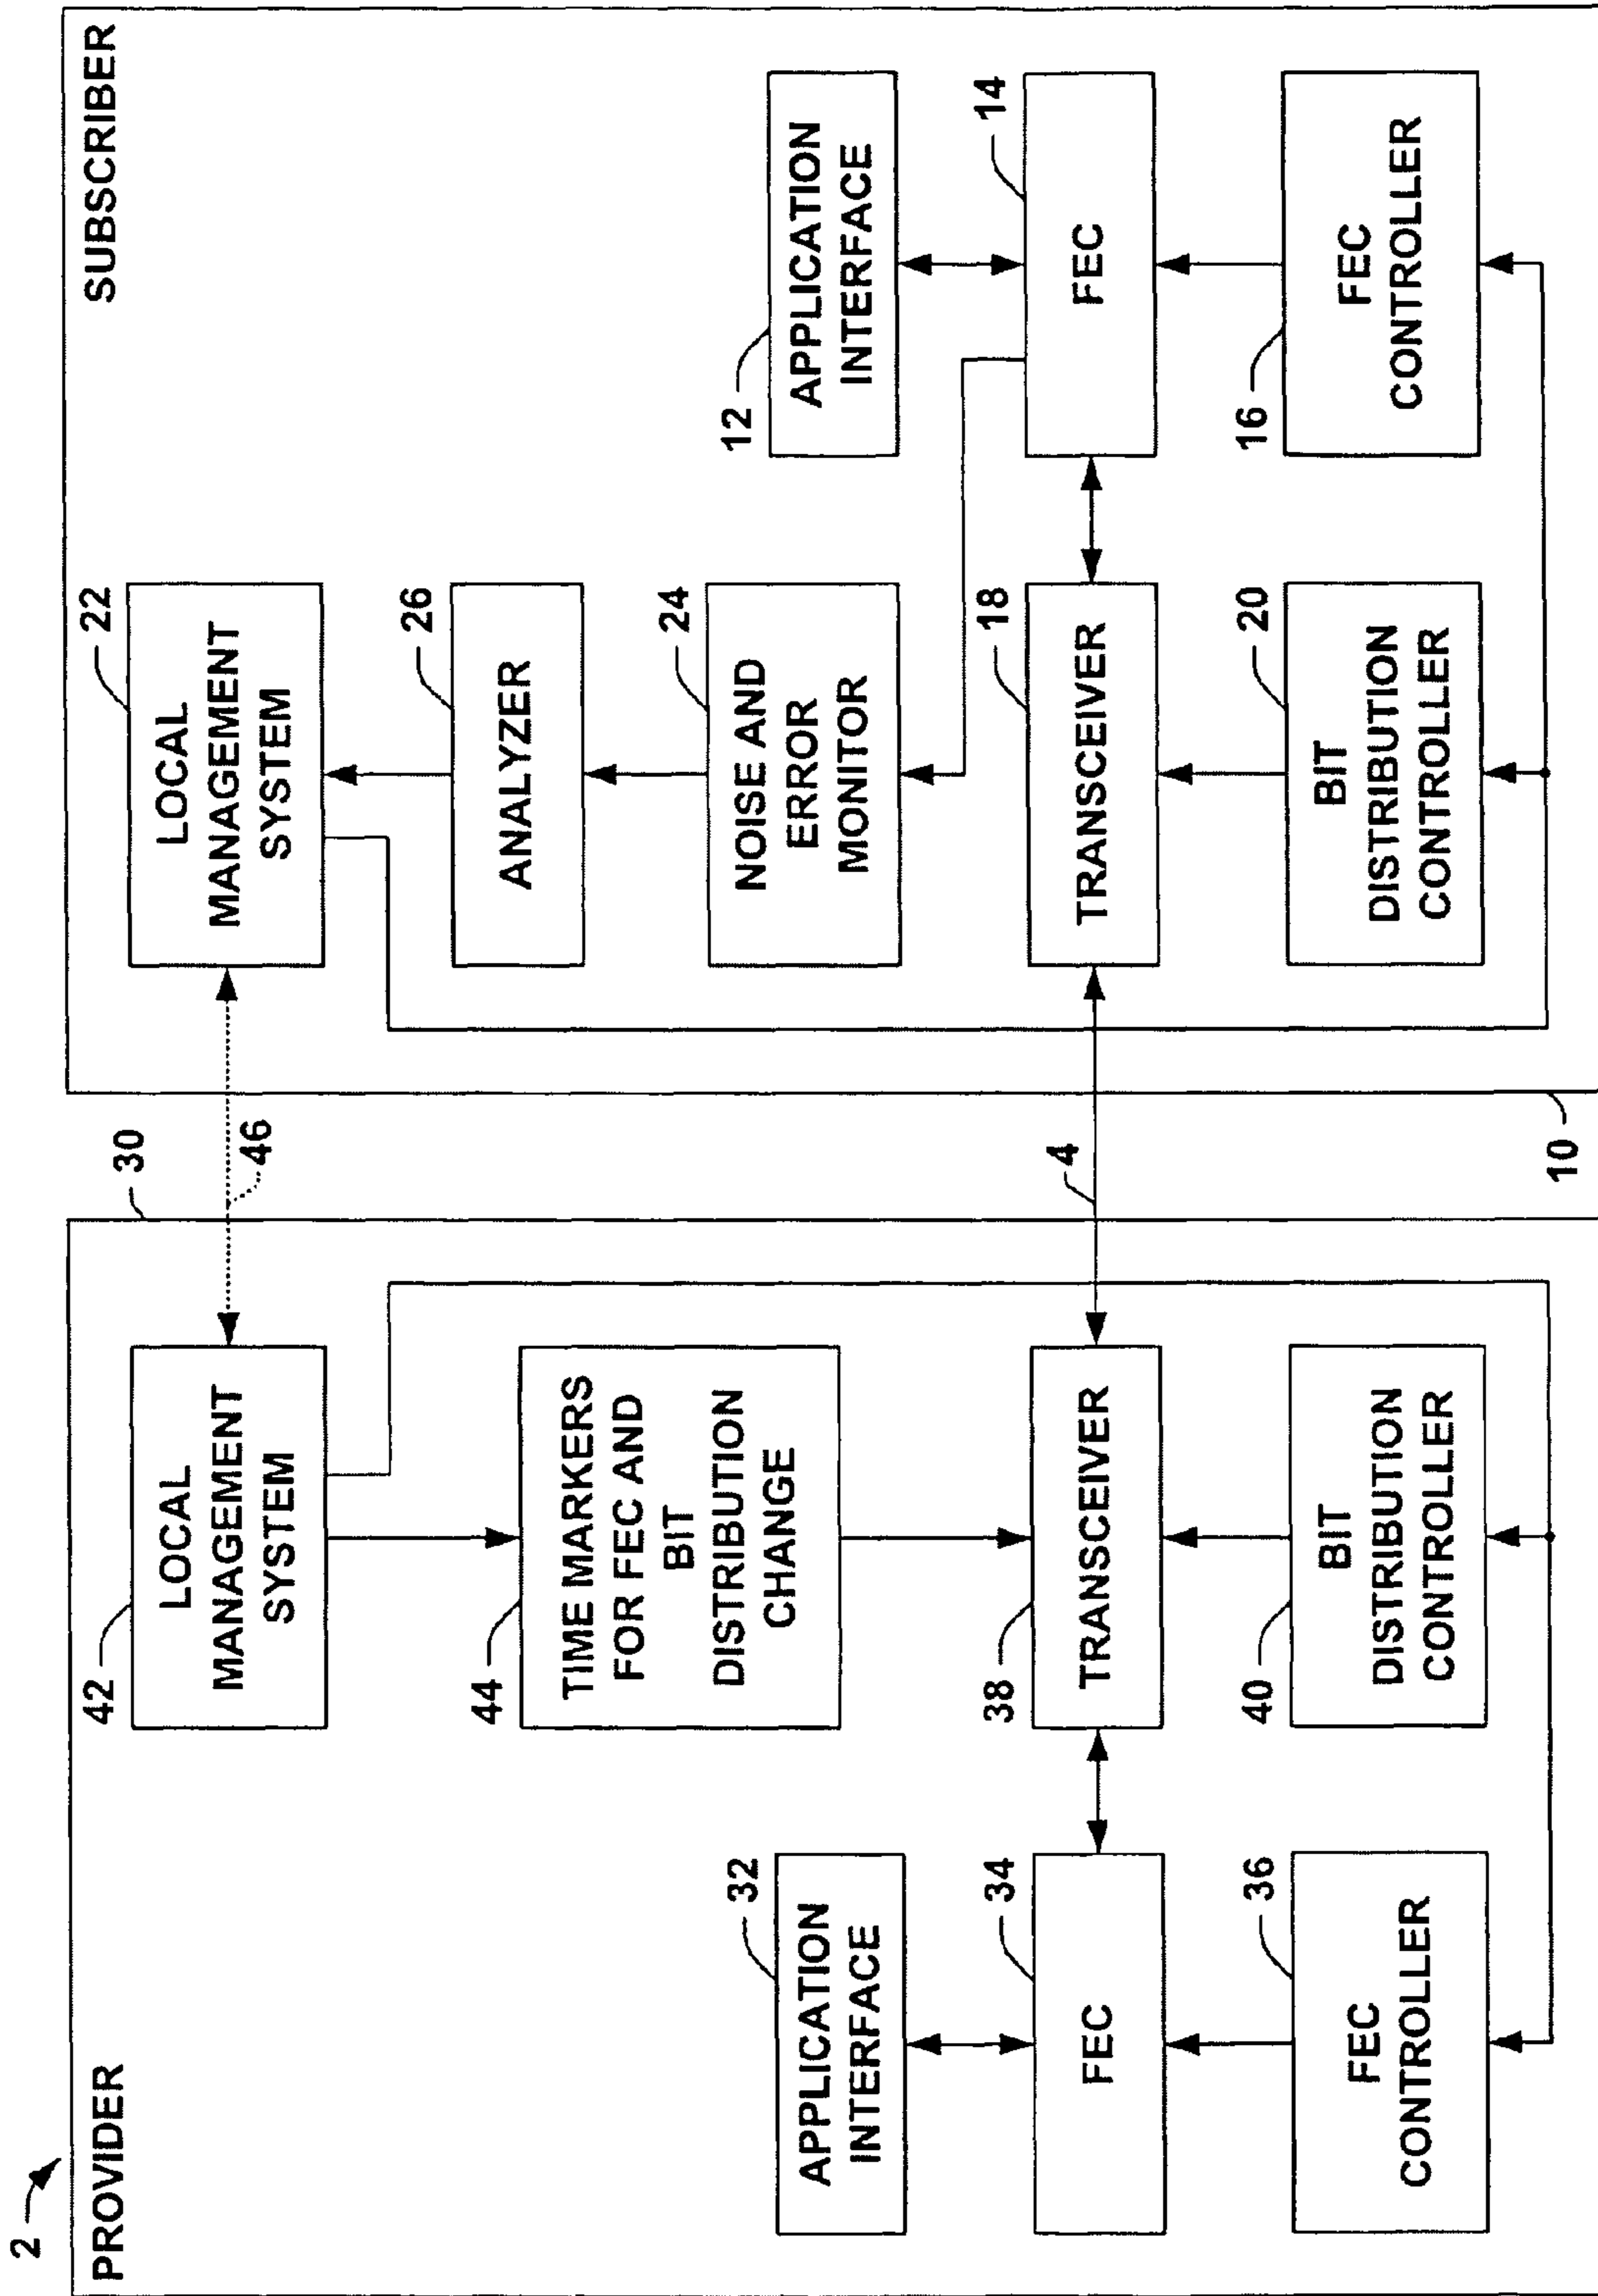 2
PROVIDER
30
42
LOCAL
MANAGEMENT
SYSTEM
44
TIME MARKERS
FOR FEC AND
BIT
DISTRIBUTION
CHANGE
32
APPLICATION
INTERFACE
34
FEC
38
TRANSCEIVER
36
FEC
CONTROLLER
40
BIT
DISTRIBUTION
CONTROLLER
46
4
SUBSCRIBER
10
22
LOCAL
MANAGEMENT
SYSTEM
26
ANALYZER
24
NOISE AND
ERROR
MONITOR
12
APPLICATION
INTERFACE
18
TRANSCEIVER
14
FEC
20
BIT
DISTRIBUTION
CONTROLLER
16
FEC
CONTROLLER